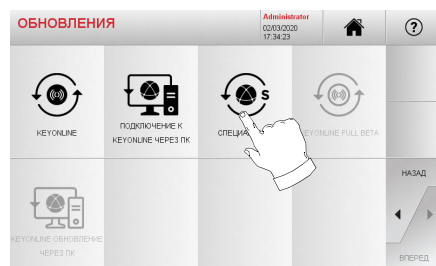 ОБНОВЛЕНИЯ
Administrator
02/03/2020
17:34:23
?
KEYONLINE
ПОДКЛЮЧЕНИЕ К
KEYONLINE ЧЕРЕЗ ПК
S
KEYONLINE FULL BETA
НАЗАД
KEYONLINE ОБНОВЛЕНИЕ
ЧЕРЕЗ ПК
ВПЕРЕД